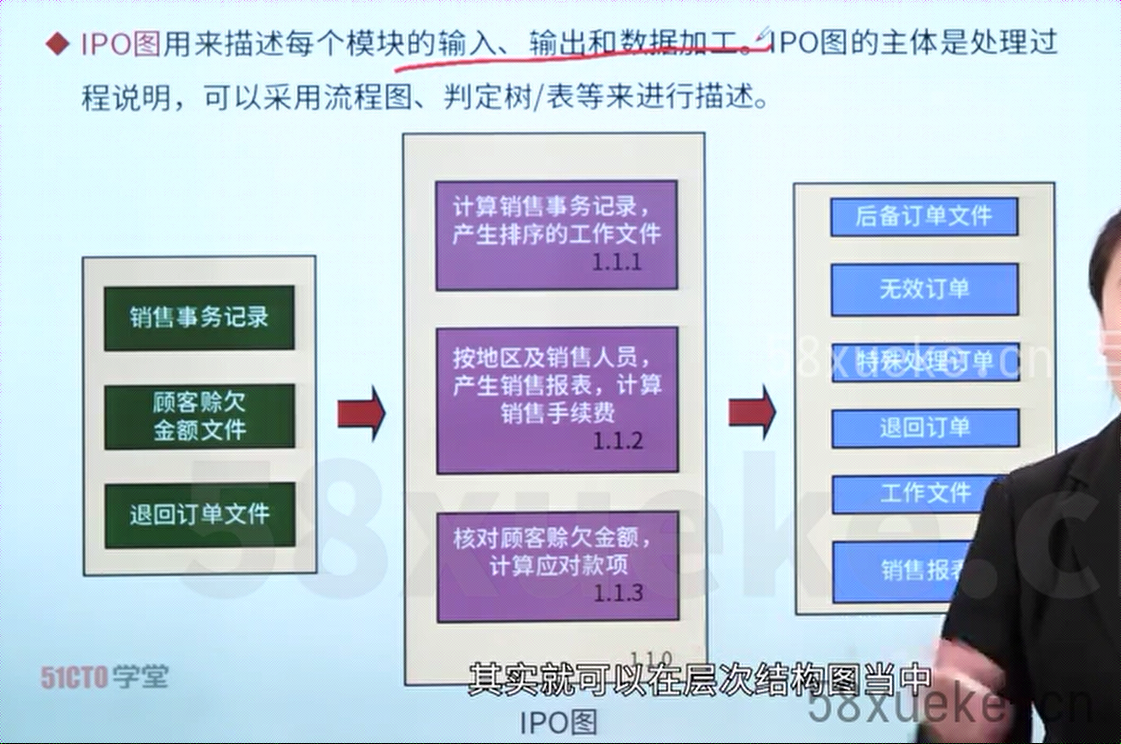 IPO图用来描述每个模块的输入、输出和数据加工。IPO图的主体是处理过
程说明，可以采用流程图、判定树/表等来进行描述。
销售事务记录
顾客赊欠
金额文件
退回订单文件
计算销售事务记录，
产生排序的工作文件
1.1.1
按地区及销售人员，
产生销售报表，计算
销售手续费
1.1.2
核对顾客赊欠金额，
计算应对款项
1.1.3
1.1.0
后备订单文件
无效订单
特殊处理订单
58xueke.cn
退回订单
工作文件
销售报表
58xueke.cn
51CTO学堂
其实就可以在层次结构图当中
58xueke.cn
IPO图